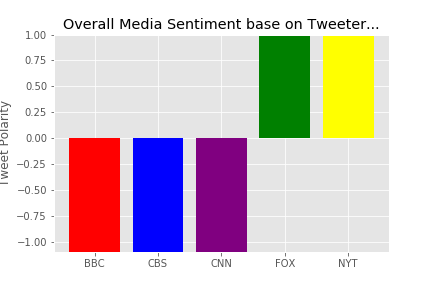 Overall Media Sentiment base on Tweeter...
Tweet Polarity
1.00
0.75
0.50
0.25
0.00
−0.25
−0.50
−0.75
−1.00
BBC
CBS
CNN
FOX
NYT